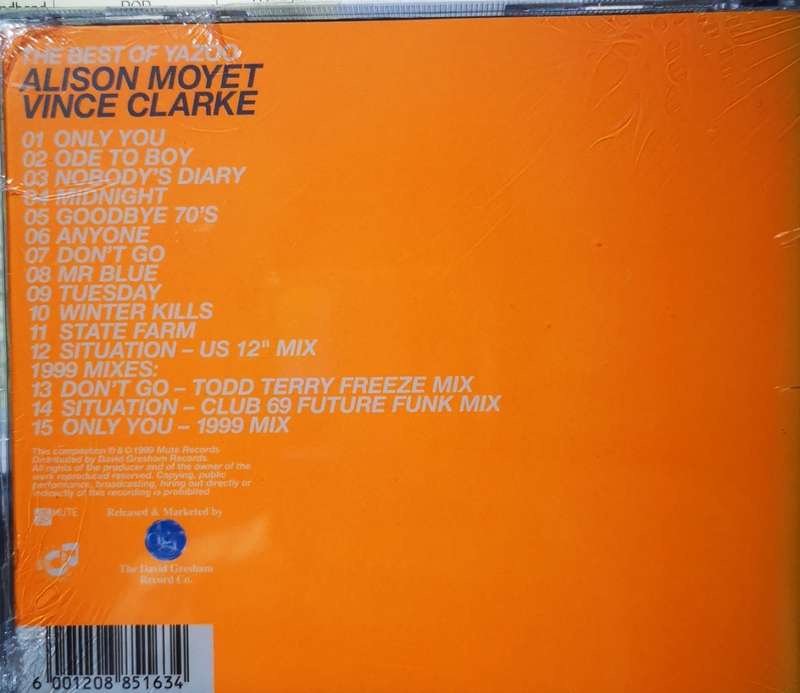 POP
THE BEST OF YAZOO
ALISON MOYET
VINCE CLARKE
01 ONLY YOU
02 ODE TO BOY
03 NOBODY'S DIARY
04 MIDNIGHT
05 GOODBYE 70'S
06 ANYONE
07 DON'T GO
08 MR BLUE
09 TUESDAY
10 WINTER KILLS
11 STATE FARM
12 SITUATION – US 12" MIX
1999 MIXES:
13 DON'T GO – TODD TERRY FREEZE MIX
14 SITUATION – CLUB 69 FUTURE FUNK MIX
15 ONLY YOU – 1999 MIX
This compilation ℗ & © 1999 Mute Records
Distributed by David Gresham Records.
All rights of the producer and of the owner of the
work reproduced reserved. Copying, public
performance, broadcasting, hiring out directly or
indirectly of this recording is prohibited
MUTE
Released & Marketed by
The David Gresham
Record Co.
6 001208 851634